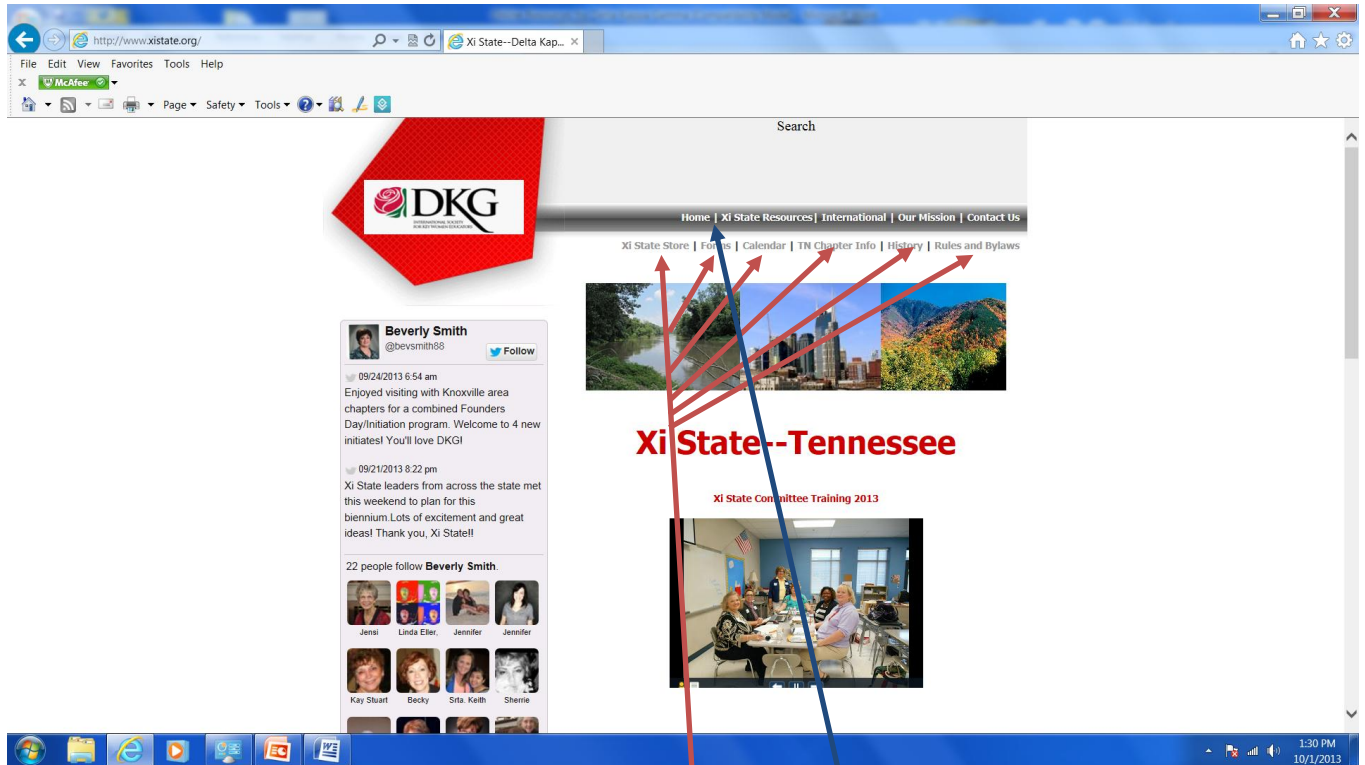 http://www.xistate.org/
Xi State--Delta Kap...
File Edit View Favorites Tools Help
x McAfee
Page Safety Tools
Search
DKG
INTERNATIONAL SOCIETY
FOR KEY WOMEN EDUCATORS
Home | Xi State Resources| International | Our Mission | Contact Us
Xi State Store | Forms | Calendar | TN Chapter Info | History | Rules and Bylaws
Beverly Smith
@bevsmith88
Follow
09/24/2013 6:54 am
Enjoyed visiting with Knoxville area
chapters for a combined Founders
Day/Initiation program. Welcome to 4 new
initiates! You'll love DKG!
09/21/2013 8:22 pm
Xi State leaders from across the state met
this weekend to plan for this
biennium.Lots of excitement and great
ideas! Thank you, Xi State!!
22 people follow Beverly Smith.
Jensi Linda Eller, Jennifer Jennifer
Kay Stuart Becky Srta. Keith Sherrie
Xi State--Tennessee
Xi State Committee Training 2013
1:30 PM
10/1/2013